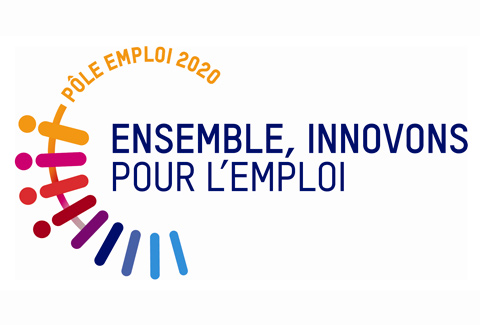 PÔLE EMPLOI 2020
ENSEMBLE, INNOVONS
POUR L'EMPLOI